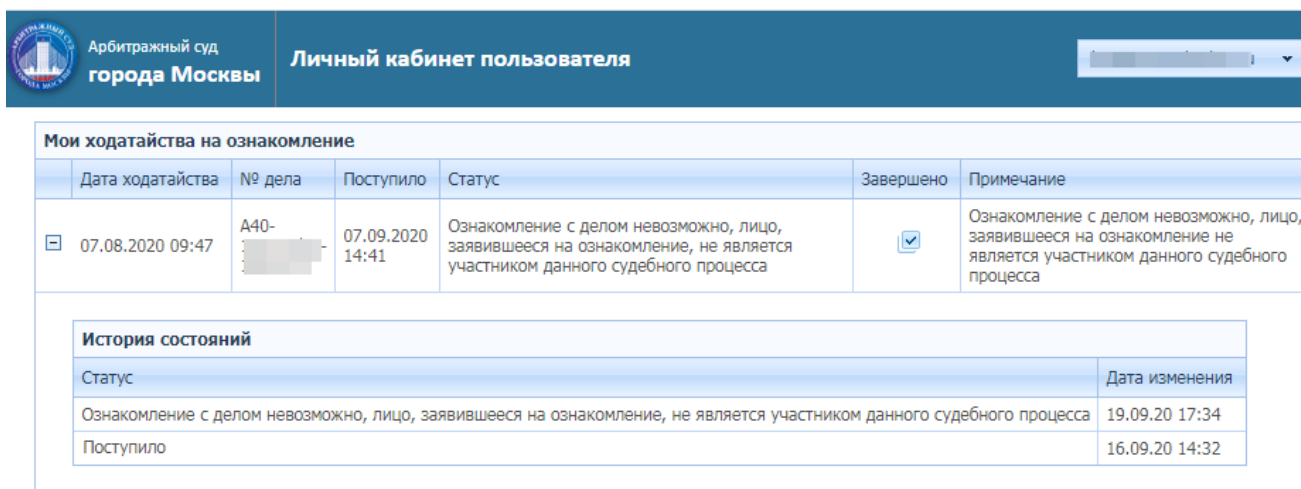 Арбитражный суд
города Москвы
Личный кабинет пользователя
Мои ходатайства на ознакомление
Дата ходатайства № дела Поступило Статус Завершено Примечание
07.08.2020 09:47
А40-
07.09.2020
14:41
Ознакомление с делом невозможно, лицо,
заявившееся на ознакомление, не является
участником данного судебного процесса
Ознакомление с делом невозможно, лицо,
заявившееся на ознакомление не
является участником данного судебного
процесса
История состояний
Статус Дата изменения
Ознакомление с делом невозможно, лицо, заявившееся на ознакомление, не является участником данного судебного процесса 19.09.20 17:34
Поступило 16.09.20 14:32